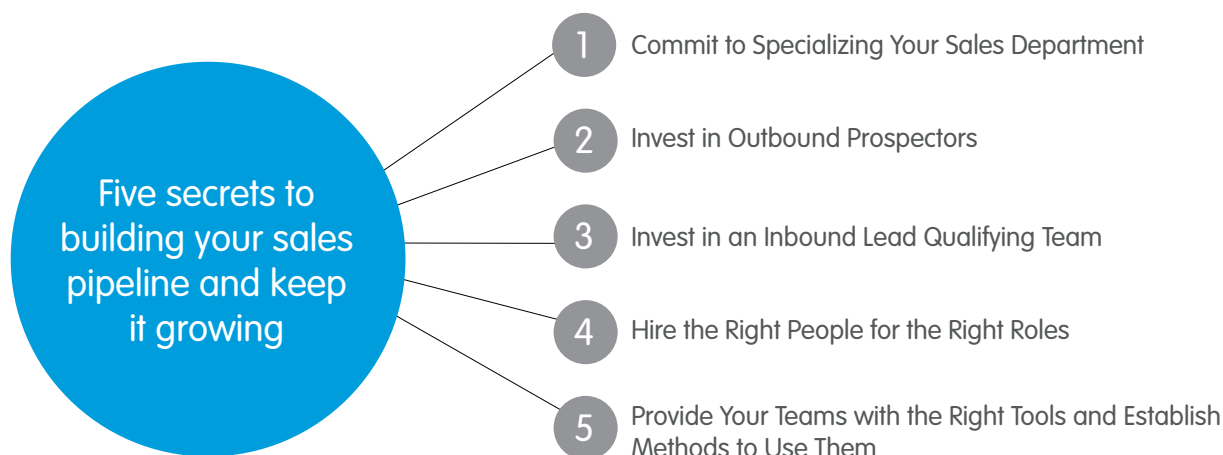 Five secrets to
building your sales
pipeline and keep
it growing
1 Commit to Specializing Your Sales Department
2 Invest in Outbound Prospectors
3 Invest in an Inbound Lead Qualifying Team
4 Hire the Right People for the Right Roles
5 Provide Your Teams with the Right Tools and Establish
Methods to Use Them